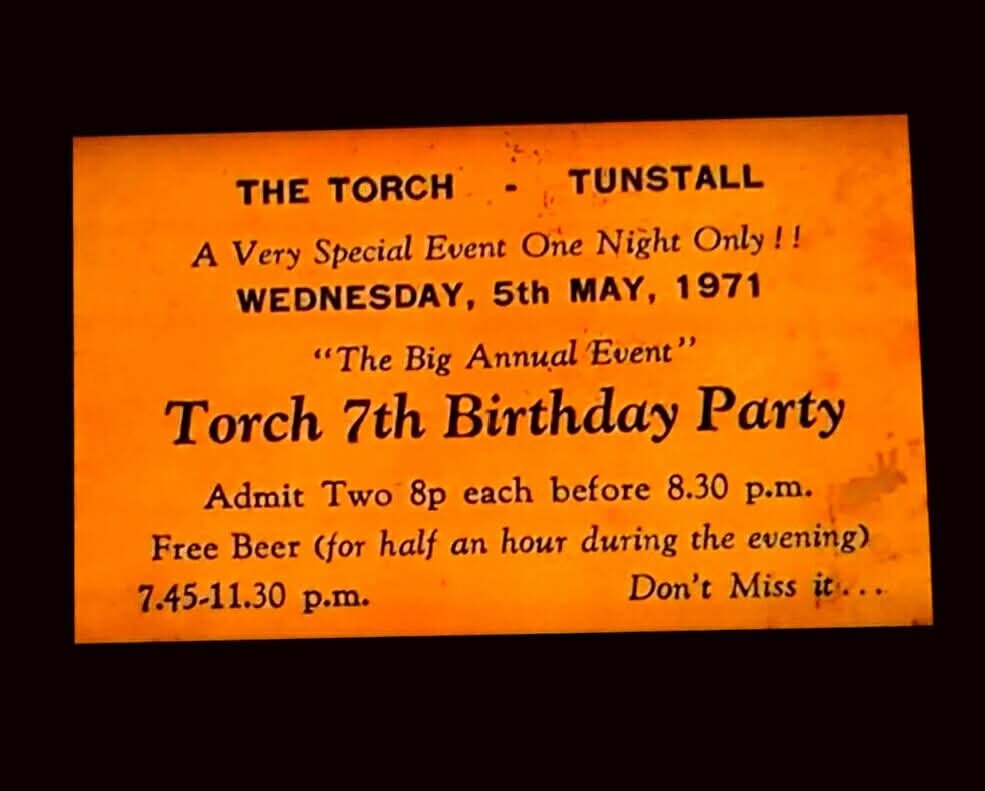 THE TORCH - TUNSTALL
A Very Special Event One Night Only!!
WEDNESDAY, 5th MAY, 1971
“The Big Annual Event”
Torch 7th Birthday Party
Admit Two 8p each before 8.30 p.m.
Free Beer (for half an hour during the evening)
7.45-11.30 p.m. Don't Miss it...